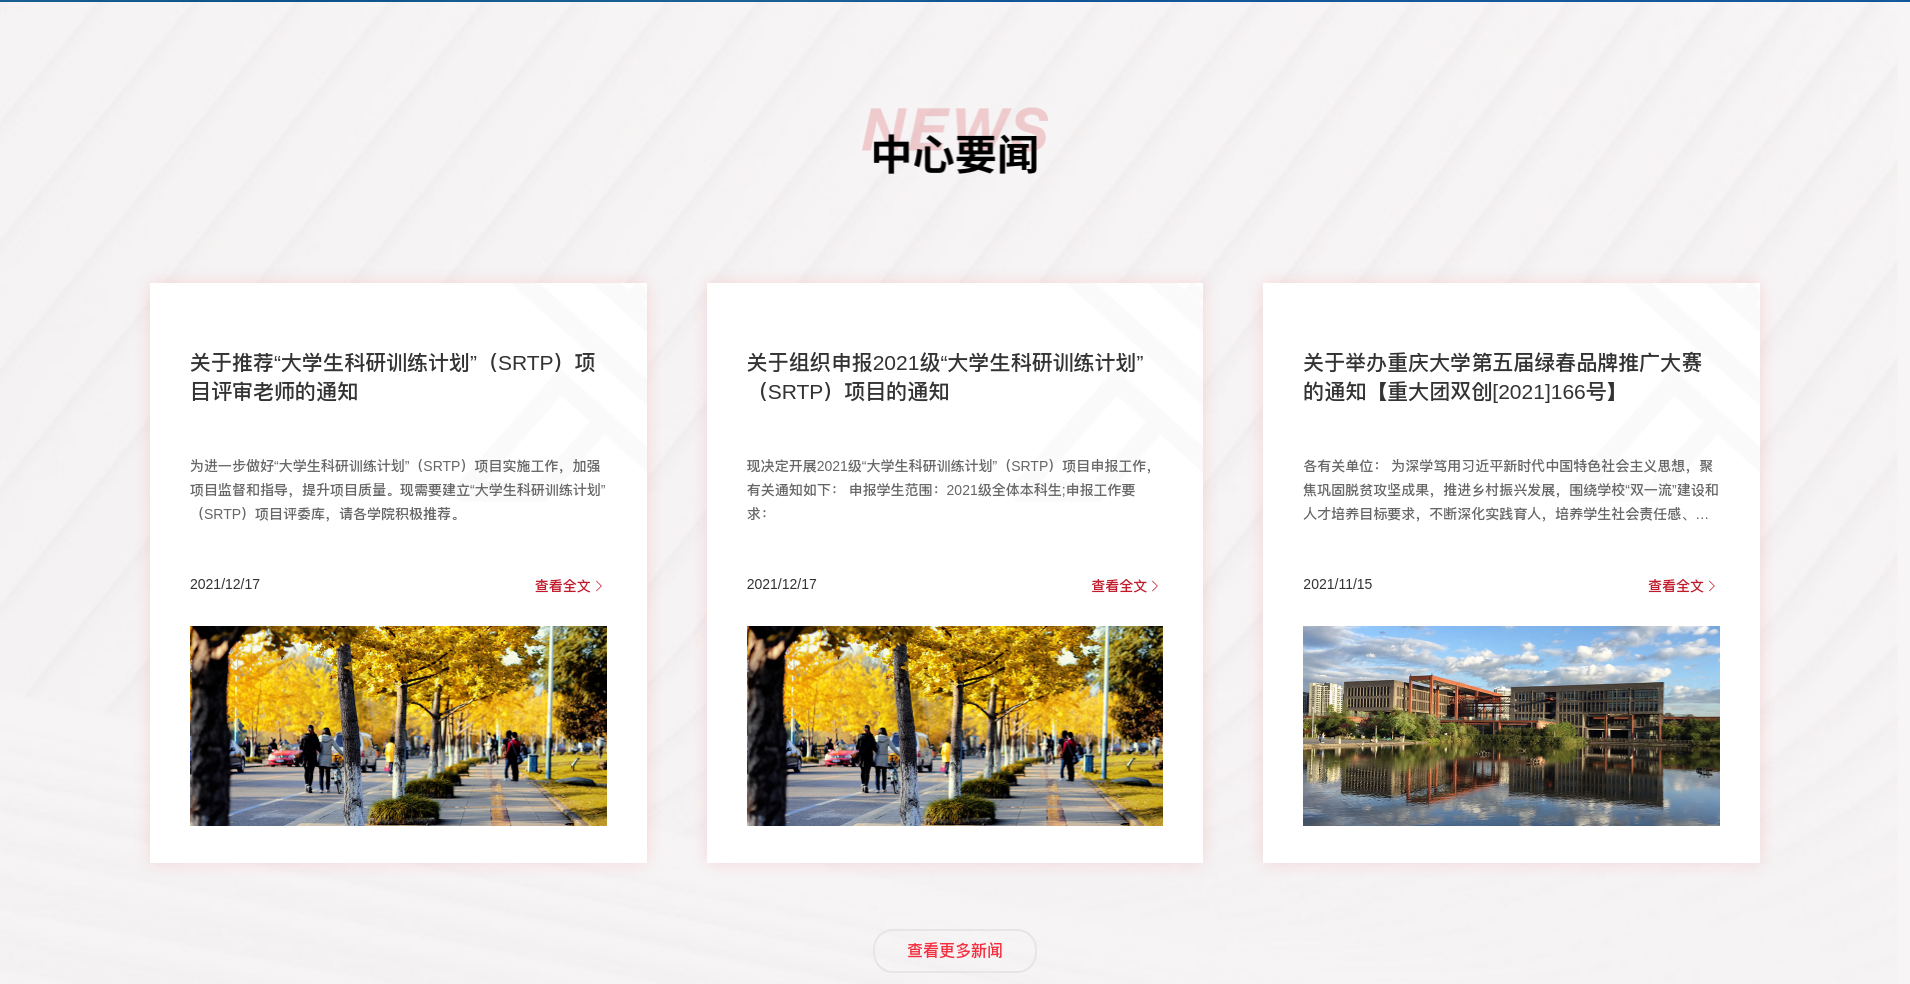 NEWS
中心要闻
关于推荐“大学生科研训练计划”（SRTP）项
目评审老师的通知
为进一步做好“大学生科研训练计划”（SRTP）项目实施工作，加强
项目监督和指导，提升项目质量。现需要建立“大学生科研训练计划”
（SRTP）项目评委库，请各学院积极推荐。
2021/12/17
查看全文
关于组织申报2021级“大学生科研训练计划”
（SRTP）项目的通知
现决定开展2021级“大学生科研训练计划”（SRTP）项目申报工作，
有关通知如下： 申报学生范围：2021级全体本科生;申报工作要
求：
2021/12/17
查看全文
关于举办重庆大学第五届绿春品牌推广大赛
的通知【重大团双创[2021]166号】
各有关单位： 为深学笃用习近平新时代中国特色社会主义思想，聚
焦巩固脱贫攻坚成果，推进乡村振兴发展，围绕学校“双一流”建设和
人才培养目标要求，不断深化实践育人，培养学生社会责任感、…
2021/11/15
查看全文
查看更多新闻